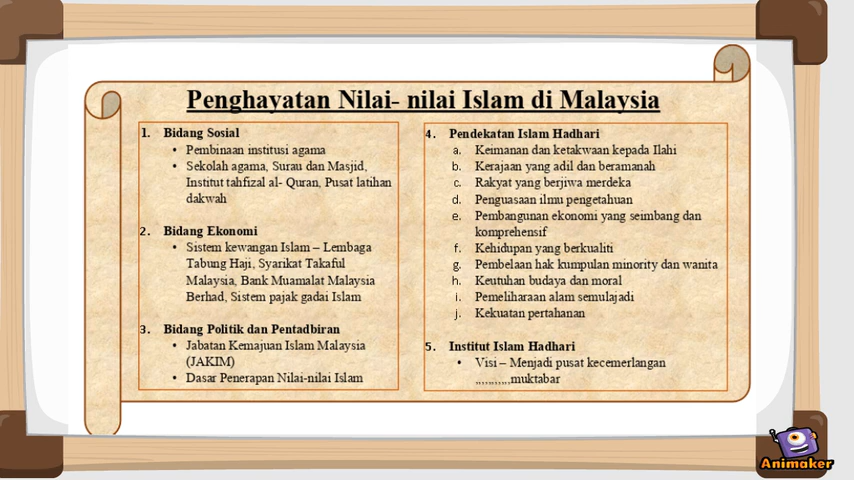 Penghayatan Nilai- nilai Islam di Malaysia
1. Bidang Sosial
• Pembinaan institusi agama
• Sekolah agama, Surau dan Masjid,
Institut tahfizal al- Quran, Pusat latihan
dakwah
2. Bidang Ekonomi
• Sistem kewangan Islam – Lembaga
Tabung Haji, Syarikat Takaful
Malaysia, Bank Muamalat Malaysia
Berhad, Sistem pajak gadai Islam
3. Bidang Politik dan Pentadbiran
• Jabatan Kemajuan Islam Malaysia
(JAKIM)
• Dasar Penerapan Nilai-nilai Islam
4. Pendekatan Islam Hadhari
a. Keimanan dan ketakwaan kepada Ilahi
b. Kerajaan yang adil dan beramanah
c. Rakyat yang berjiwa merdeka
d. Penguasaan ilmu pengetahuan
e. Pembangunan ekonomi yang seimbang dan
komprehensif
f. Kehidupan yang berkualiti
g. Pembelaan hak kumpulan minority dan wanita
h. Keutuhan budaya dan moral
i. Pemeliharaan alam semulajadi
j. Kekuatan pertahanan
5. Institut Islam Hadhari
• Visi – Menjadi pusat kecemerlangan
,,,,,,,,,,,muktabar
Animaker